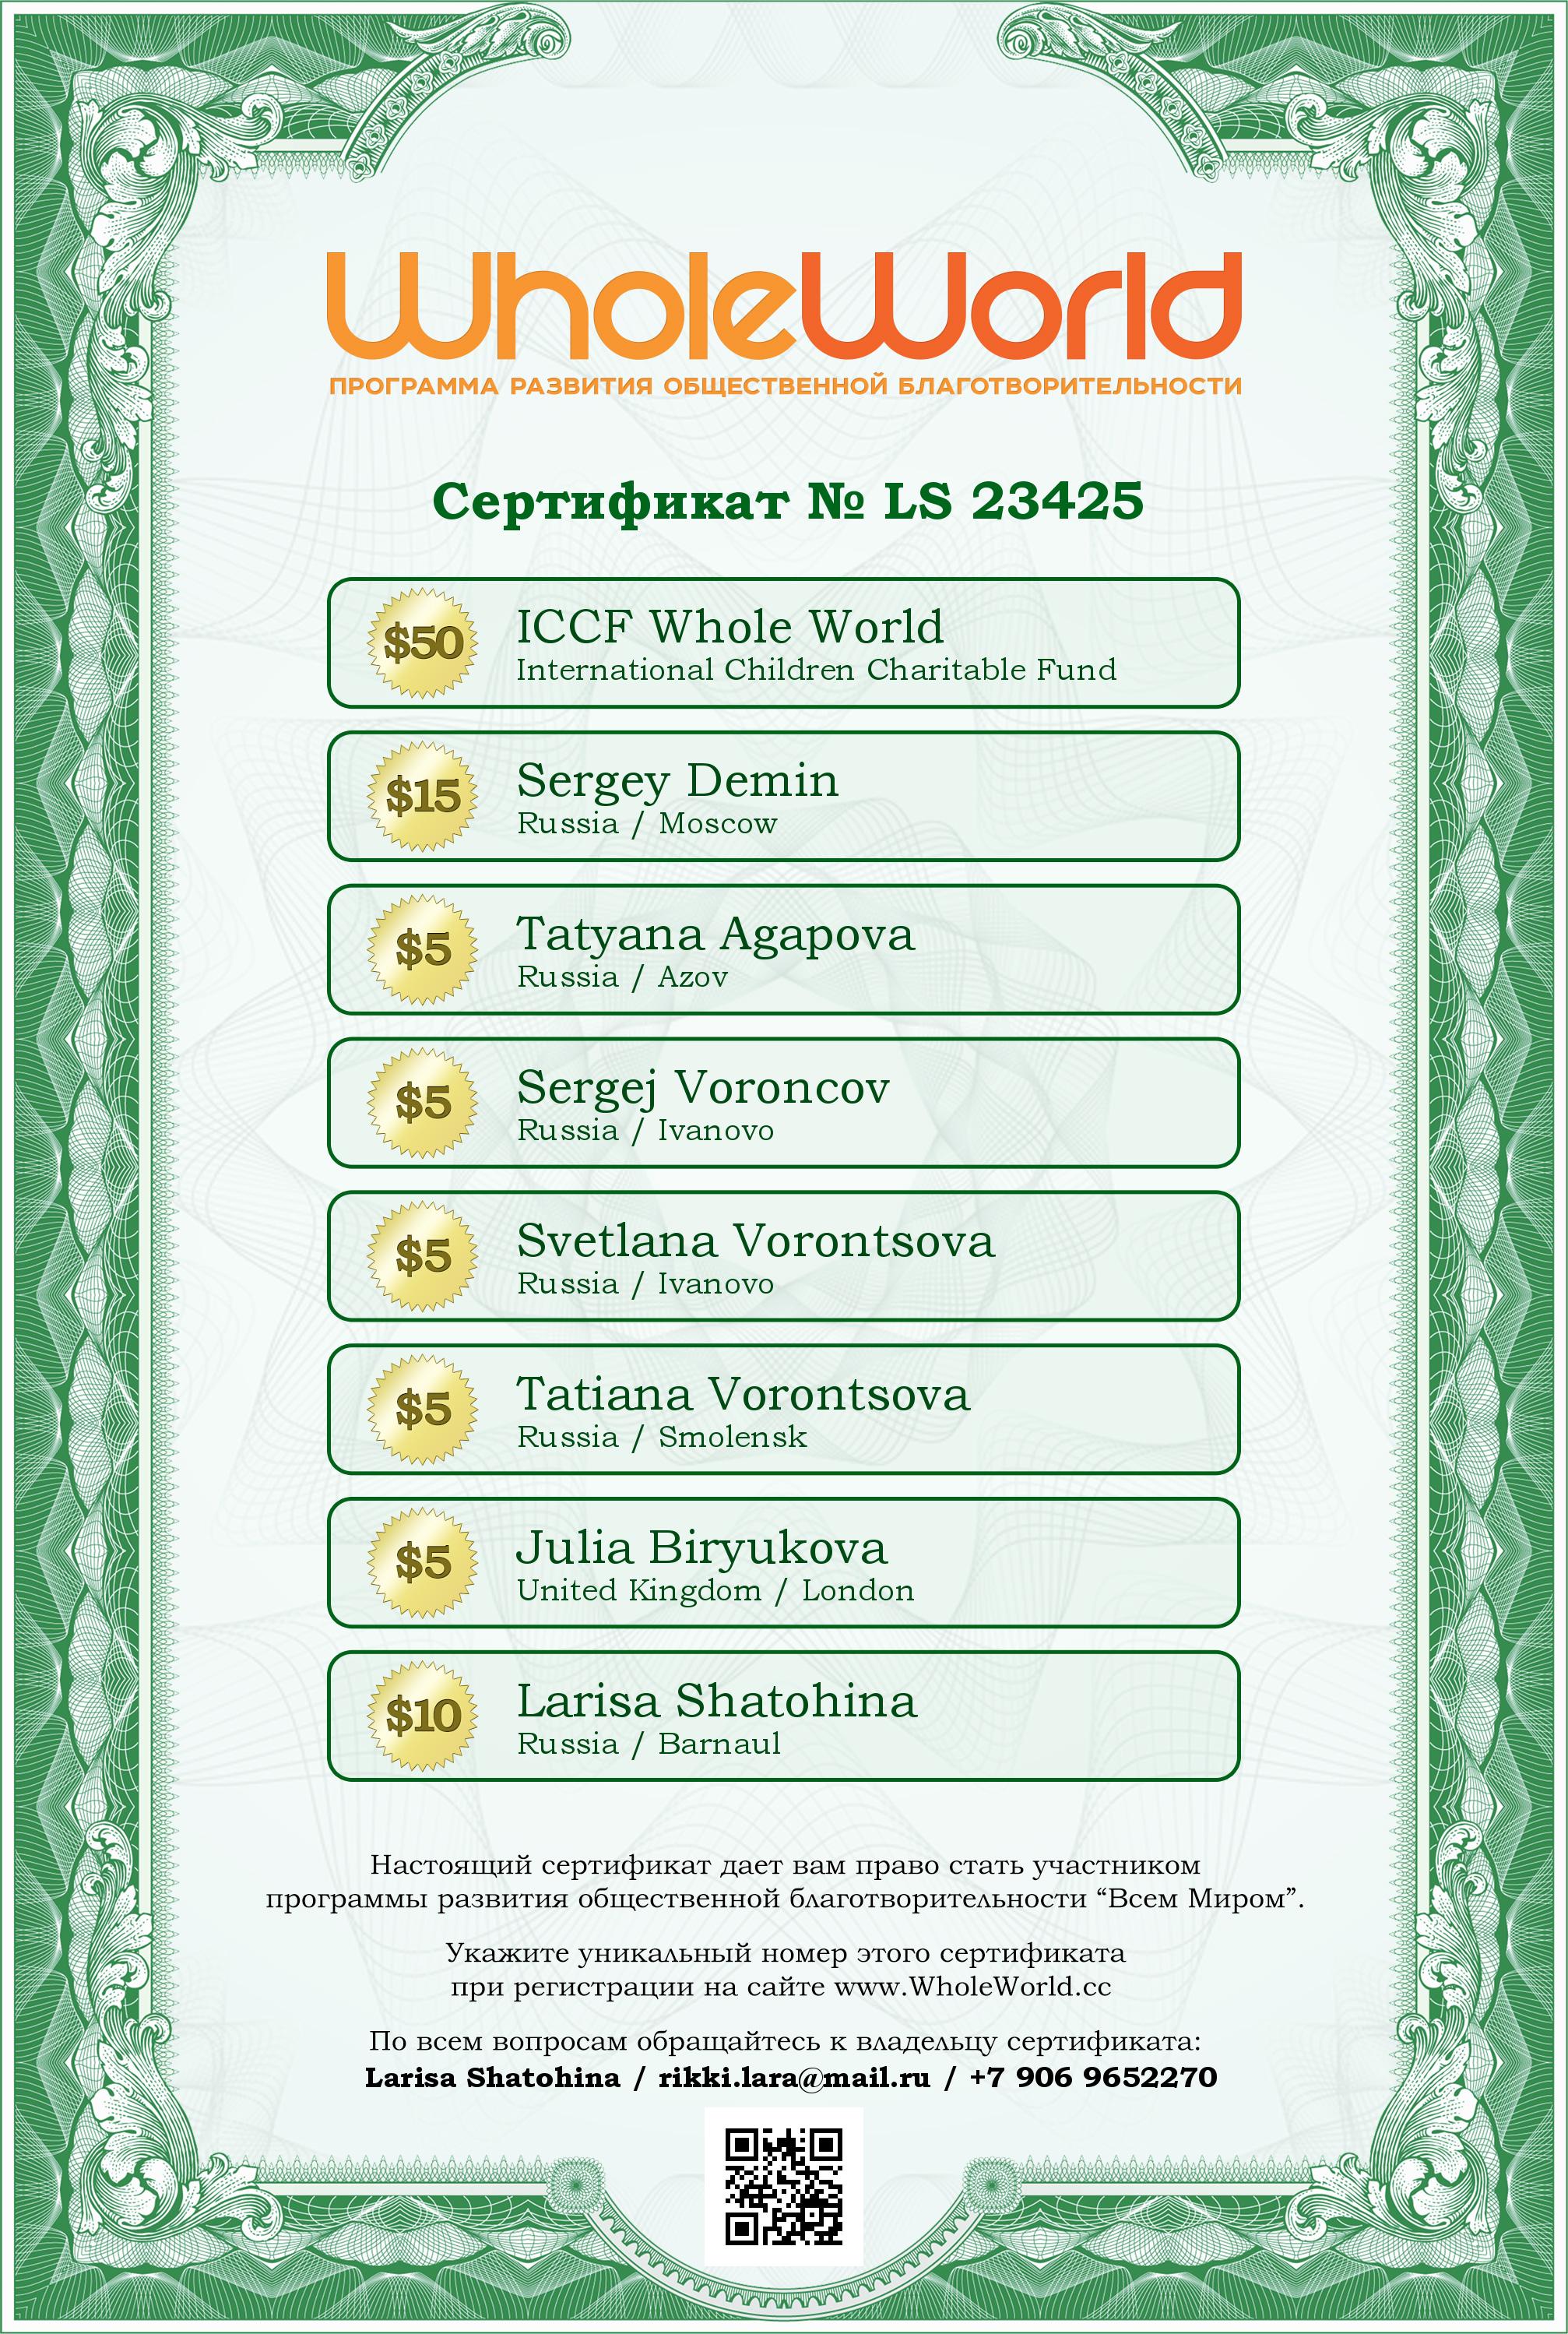 WholeWorld
ПРОГРАММА РАЗВИТИЯ ОБЩЕСТВЕННОЙ БЛАГОТВОРИТЕЛЬНОСТИ
Сертификат № LS 23425
$50
ICCF Whole World
International Children Charitable Fund
$15
Sergey Demin
Russia / Moscow
$5
Tatyana Agapova
Russia / Azov
$5
Sergej Voroncov
Russia / Ivanovo
$5
Svetlana Vorontsova
Russia / Ivanovo
$5
Tatiana Vorontsova
Russia / Smolensk
$5
Julia Biryukova
United Kingdom / London
$10
Larisa Shatohina
Russia / Barnaul
Настоящий сертификат дает вам право стать участником
программы развития общественной благотворительности “Всем Миром”.
Укажите уникальный номер этого сертификата
при регистрации на сайте www.WholeWorld.cc
По всем вопросам обращайтесь к владельцу сертификата:
Larisa Shatohina / rikki.lara@mail.ru / +7 906 9652270